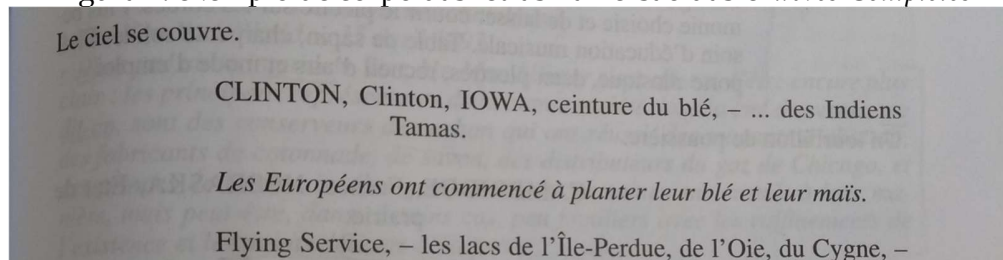 Le ciel se couvre.
CLINTON, Clinton, IOWA, ceinture du blé, – ... des Indiens
Tamas.
Les Européens ont commencé à planter leur blé et leur maïs.
Flying Service, – les lacs de l'Île-Perdue, de l'Oie, du Cygne, –